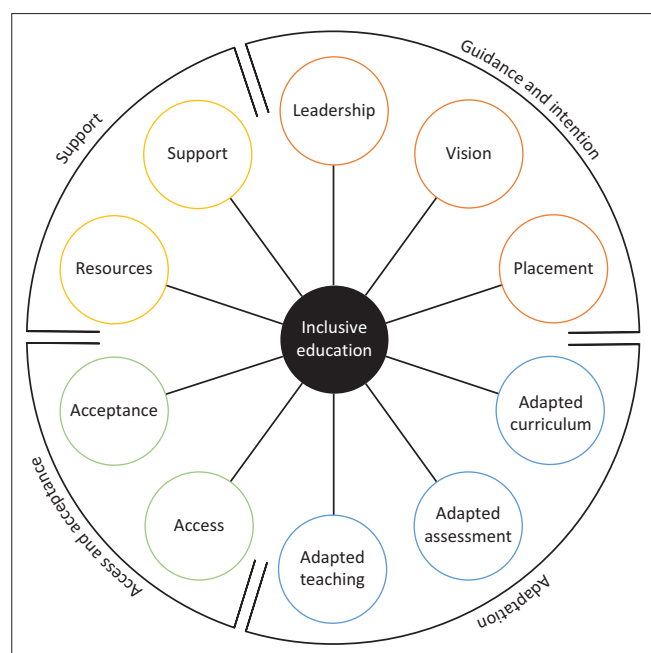 Guidance and intention
Leadership
Vision
Placement
Adaptation
Adapted
curriculum
Adapted
assessment
Adapted
teaching
Access and acceptance
Access
Acceptance
Support
Resources
Support
Inclusive
education